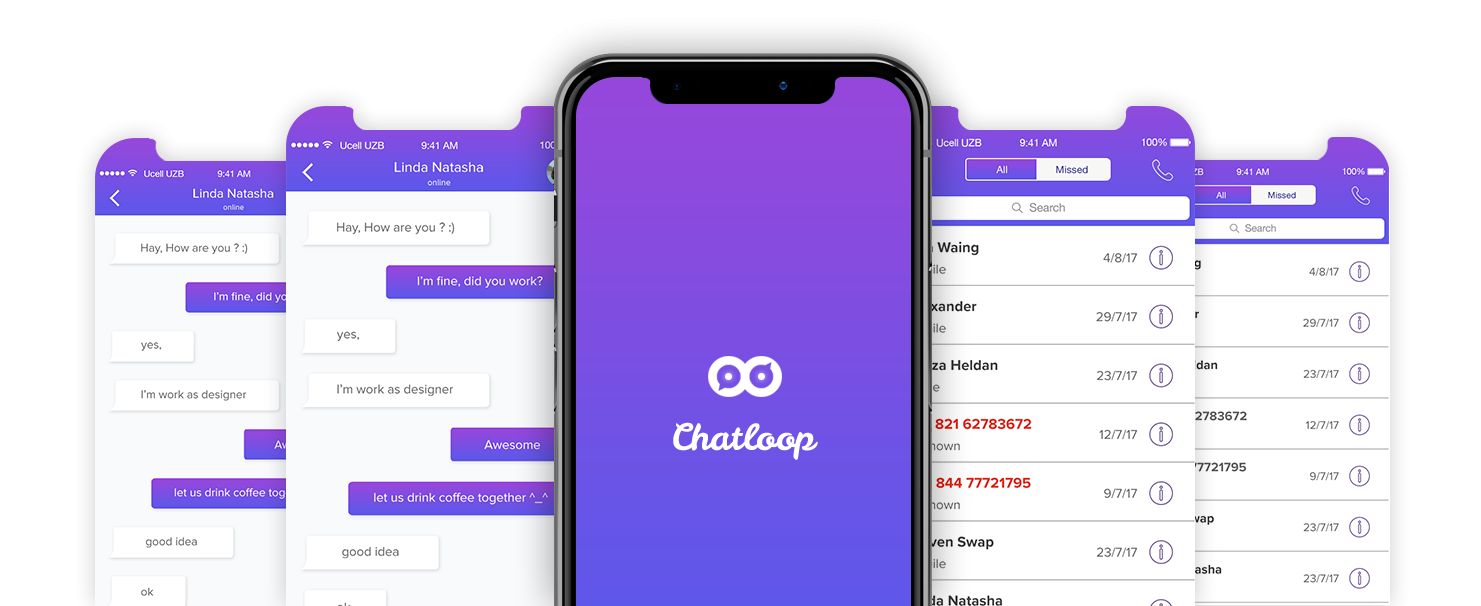 Ucell UZB 9:41 AM
Linda Natasha
online
Hay, How are you ? :)
I'm fine, did yo
yes,
I'm work as designer
let us drink coffee tog
good idea
ok
Ucell UZB 9:41 AM 100
Linda Natasha
online
Hay, How are you ? :)
I'm fine, did you work?
yes,
I'm work as designer
Awesome
let us drink coffee together ^_^
good idea
Chatloop
Ucell UZB 9:41 AM 100%
All Missed
Search
Waing
4/8/17
ile
xander
29/7/17
ile
za Heldan
23/7/17
e
821 62783672
12/7/17
nown
844 77721795
9/7/17
nown
ven Swap
23/7/17
ile
da Natasha
ZB 9:41 AM 100%
All Missed
Search
g
4/8/17
r
29/7/17
dan
23/7/17
2783672
12/7/17
77721795
9/7/17
wap
23/7/17
asha
23/7/17